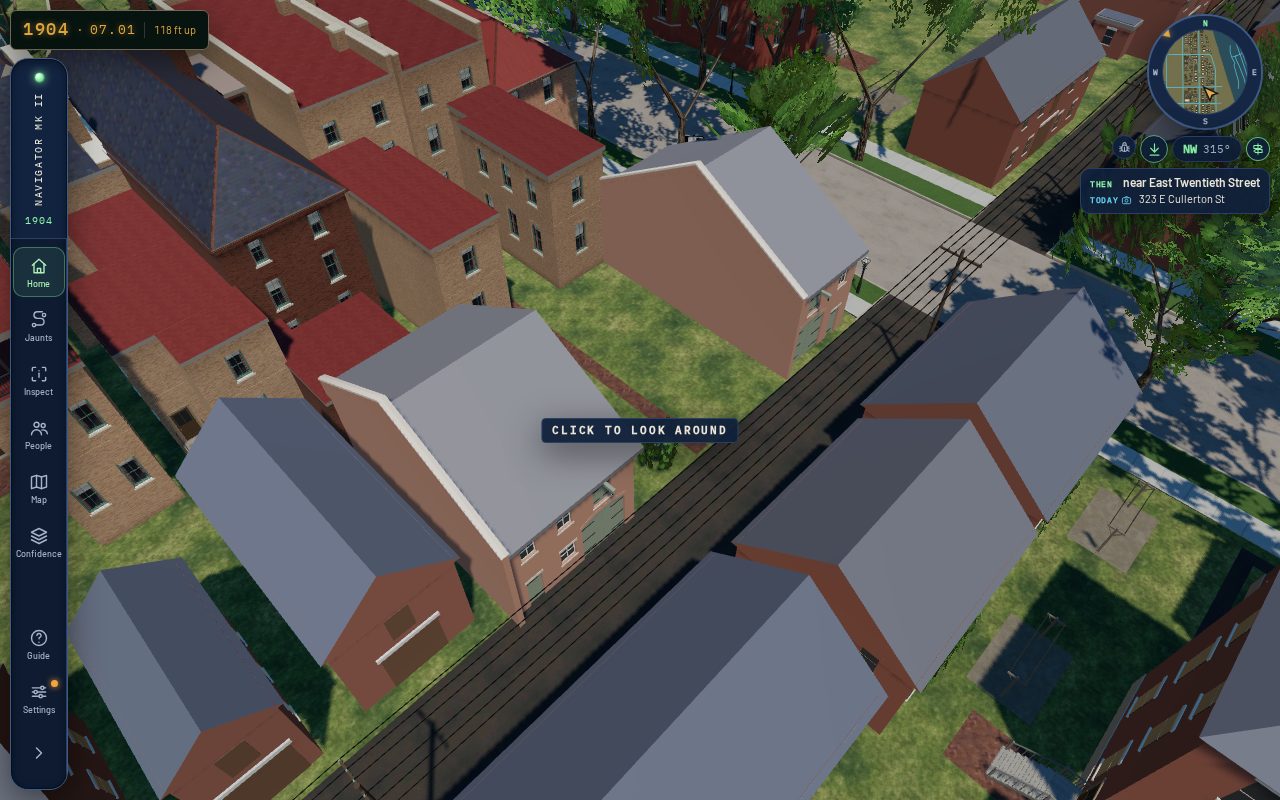 1904 · 07.01 118 ft up
NAVIGATOR MK II
1904
Home
Jaunts
Inspect
People
Map
Confidence
Guide
Settings
CLICK TO LOOK AROUND
N
W
E
S
NW 315°
THEN near East Twentieth Street
TODAY 323 E Cullerton St